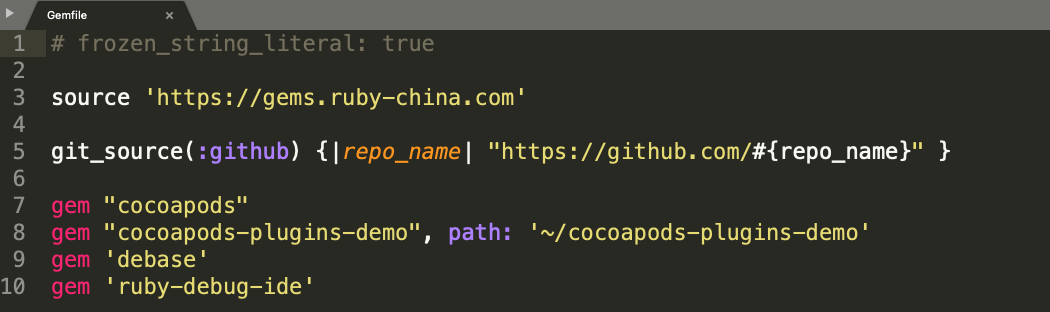 Gemfile ×
1 # frozen_string_literal: true
2
3 source 'https://gems.ruby-china.com'
4
5 git_source(:github) {|repo_name| "https://github.com/#{repo_name}" }
6
7 gem "cocoapods"
8 gem "cocoapods-plugins-demo", path: '~/cocoapods-plugins-demo'
9 gem 'debase'
10 gem 'ruby-debug-ide'